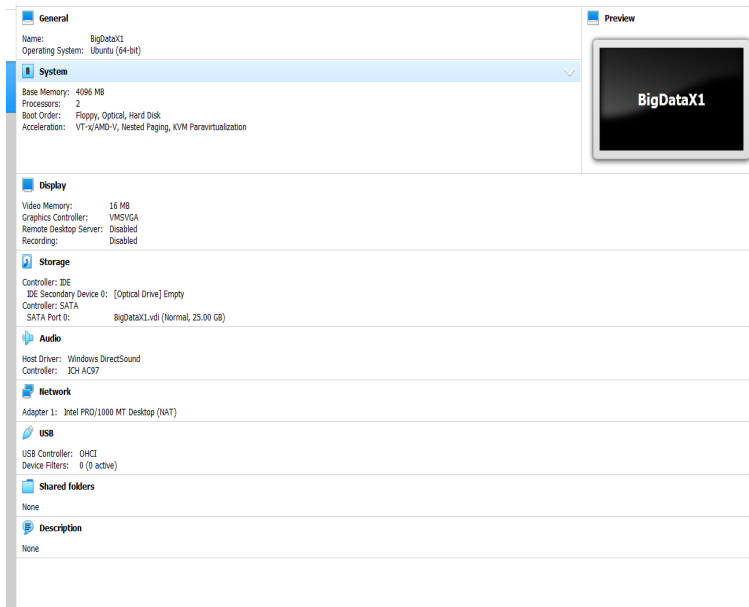 General
Name: BigDataX1
Operating System: Ubuntu (64-bit)
System
Base Memory: 4096 MB
Processors: 2
Boot Order: Floppy, Optical, Hard Disk
Acceleration: VT-x/AMD-V, Nested Paging, KVM Paravirtualization
Preview
BigDataX1
Display
Video Memory: 16 MB
Graphics Controller: VMSVGA
Remote Desktop Server: Disabled
Recording: Disabled
Storage
Controller: IDE
IDE Secondary Device 0: [Optical Drive] Empty
Controller: SATA
SATA Port 0: BigDataX1.vdi (Normal, 25.00 GB)
Audio
Host Driver: Windows DirectSound
Controller: ICH AC97
Network
Adapter 1: Intel PRO/1000 MT Desktop (NAT)
USB
USB Controller: OHCI
Device Filters: 0 (0 active)
Shared folders
None
Description
None